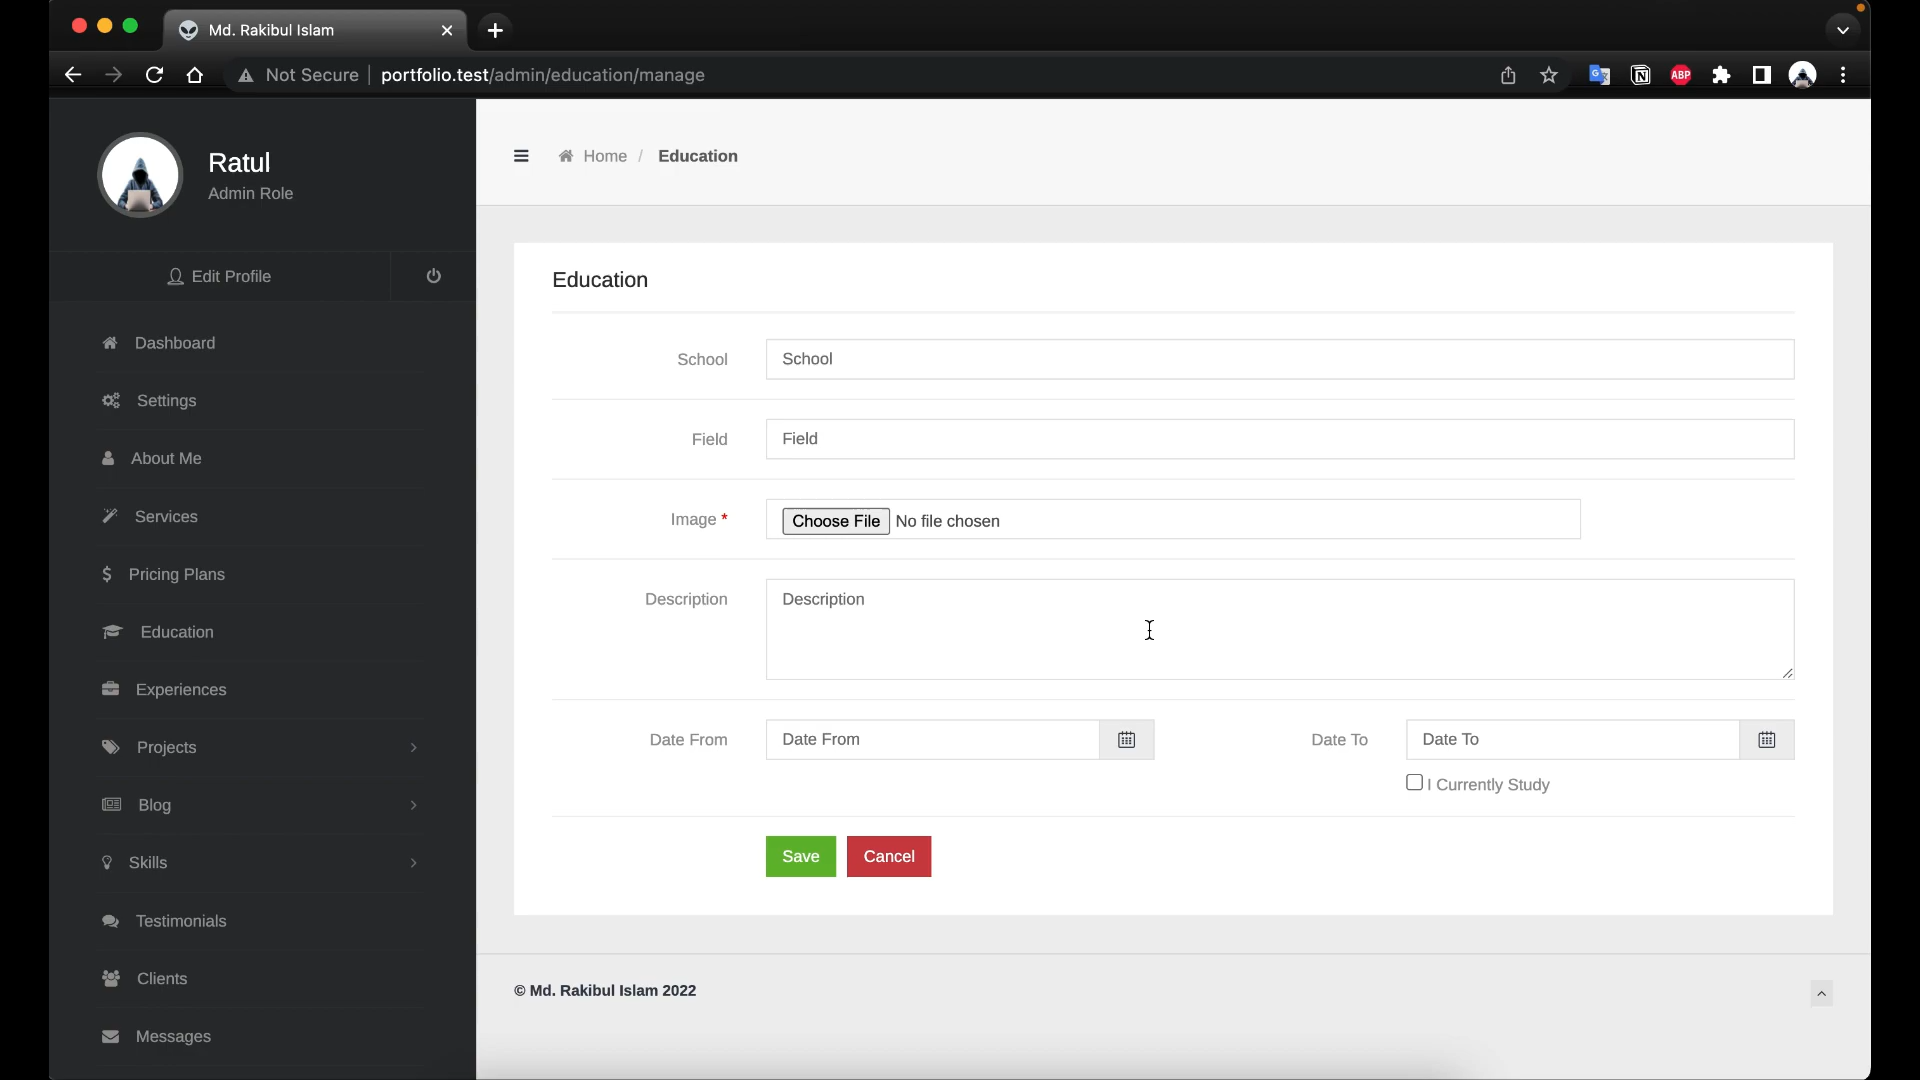 Md. Rakibul Islam
Not Secure
portfolio.test/admin/education/manage
ABP
Ratul
Admin Role
Edit Profile
Dashboard
Settings
About Me
Services
Pricing Plans
Education
Experiences
Projects
Blog
Skills
Testimonials
Clients
Messages
Home / Education
Education
School School
Field Field
Image * Choose File No file chosen
Description Description
Date From Date From Date To Date To
I Currently Study
Save Cancel
© Md. Rakibul Islam 2022